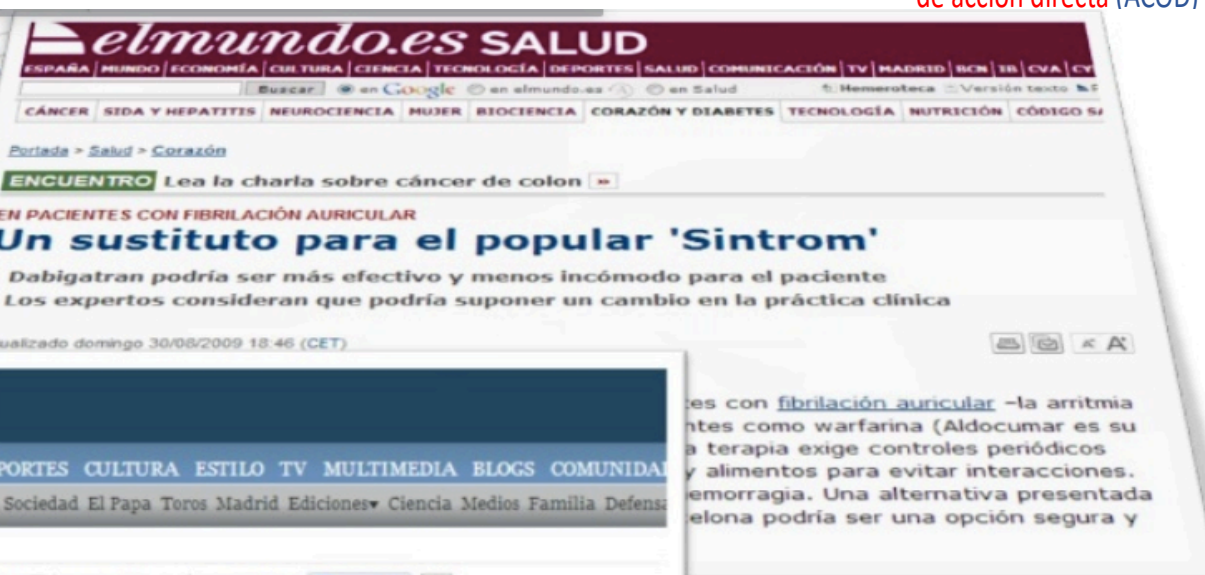 de acción directa (ACOD)
elmundo.es SALUD
ESPAÑA MUNDO ECONOMÍA CULTURA CIENCIA TECNOLOGÍA DEPORTES SALUD COMUNICACIÓN TV MADRID BCN IB CVA CY
Buscar en Google en elmundo.es en Salud Hemeroteca Versión texto
CÁNCER SIDA Y HEPATITIS NEUROCIENCIA MUJER BIOCIENCIA CORAZÓN Y DIABETES TECNOLOGÍA NUTRICIÓN CÓDIGO SA
Portada > Salud > Corazón
ENCUENTRO Lea la charla sobre cáncer de colon »
EN PACIENTES CON FIBRILACIÓN AURICULAR
Un sustituto para el popular 'Sintrom'
Dabigatran podría ser más efectivo y menos incómodo para el paciente
Los expertos consideran que podría suponer un cambio en la práctica clínica
ualizado domingo 30/08/2009 18:46 (CET)
tes con fibrilación auricular –la arritmia
ntes como warfarina (Aldocumar es su
a terapia exige controles periódicos
y alimentos para evitar interacciones.
emorragia. Una alternativa presentada
elona podría ser una opción segura y
PORTES CULTURA ESTILO TV MULTIMEDIA BLOGS COMUNIDA
Sociedad El Papa Toros Madrid Ediciones▾ Ciencia Medios Familia Defensa